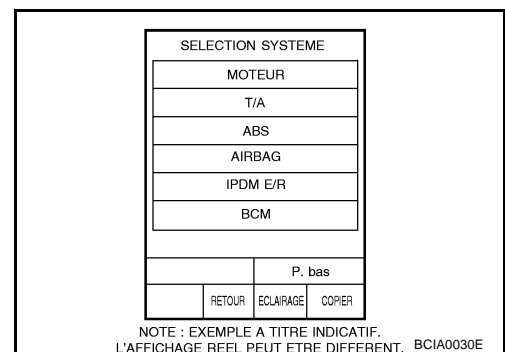 SELECTION SYSTEME
MOTEUR
T/A
ABS
AIRBAG
IPDM E/R
BCM
P. bas
RETOUR ECLAIRAGE COPIER
NOTE : EXEMPLE A TITRE INDICATIF.
L'AFFICHAGE REEL PEUT ETRE DIFFERENT. BCIA0030E